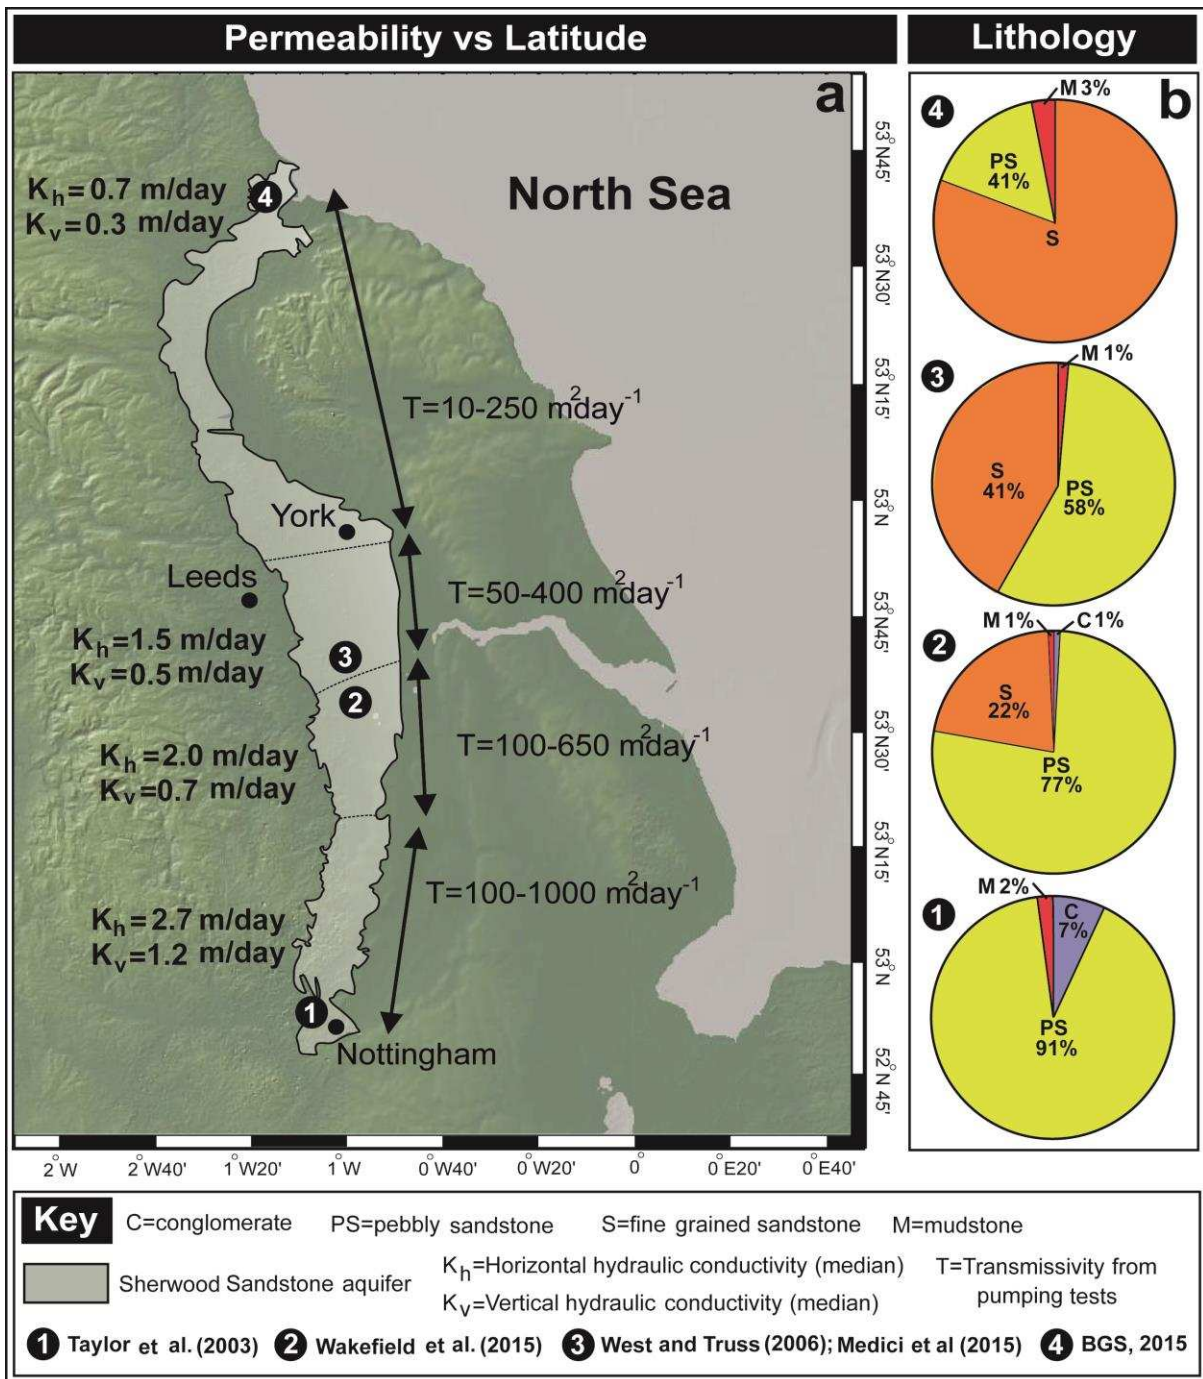 Permeability vs Latitude
a
North Sea
4
Kh=0.7 m/day
Kv=0.3 m/day
T=10-250 m²day⁻¹
York
Leeds
T=50-400 m²day⁻¹
Kh=1.5 m/day
Kv=0.5 m/day
3
2
T=100-650 m²day⁻¹
Kh=2.0 m/day
Kv=0.7 m/day
T=100-1000 m²day⁻¹
Kh=2.7 m/day
Kv=1.2 m/day
1
Nottingham
53° N45'
53° N30'
53° N15'
53° N
53° N45'
53° N30'
53° N15'
53° N
52° N 45'
2° W
2° W40'
1° W20'
1° W
0° W40'
0° W20'
0°
0° E20'
0° E40'
Lithology
b
4
M 3%
PS
41%
S
3
M 1%
S
41%
PS
58%
2
M 1%
C 1%
S
22%
PS
77%
1
M 2%
C
7%
PS
91%
Key
C=conglomerate PS=pebbly sandstone S=fine grained sandstone M=mudstone
Sherwood Sandstone aquifer
Kh=Horizontal hydraulic conductivity (median)
Kv=Vertical hydraulic conductivity (median)
T=Transmissivity from
pumping tests
1 Taylor et al. (2003) 2 Wakefield et al. (2015) 3 West and Truss (2006); Medici et al (2015) 4 BGS, 2015